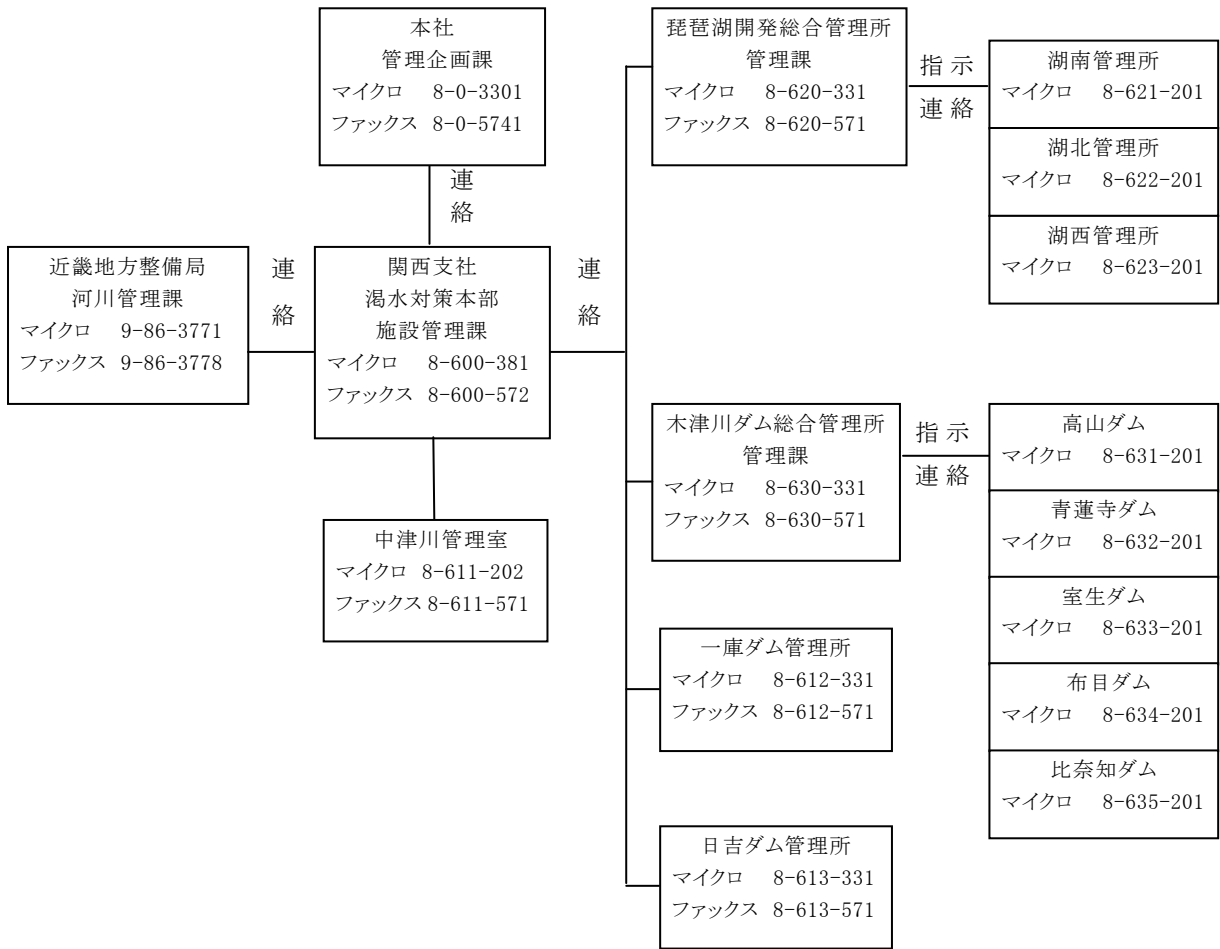 本社
管理企画課
マイクロ 8-0-3301
ファックス 8-0-5741
連
絡
近畿地方整備局
河川管理課
マイクロ 9-86-3771
ファックス 9-86-3778
連
絡
関西支社
渇水対策本部
施設管理課
マイクロ 8-600-381
ファックス 8-600-572
連
絡
中津川管理室
マイクロ 8-611-202
ファックス 8-611-571
琵琶湖開発総合管理所
管理課
マイクロ 8-620-331
ファックス 8-620-571
指示
連絡
湖南管理所
マイクロ 8-621-201
湖北管理所
マイクロ 8-622-201
湖西管理所
マイクロ 8-623-201
木津川ダム総合管理所
管理課
マイクロ 8-630-331
ファックス 8-630-571
指示
連絡
高山ダム
マイクロ 8-631-201
青蓮寺ダム
マイクロ 8-632-201
室生ダム
マイクロ 8-633-201
布目ダム
マイクロ 8-634-201
比奈知ダム
マイクロ 8-635-201
一庫ダム管理所
マイクロ 8-612-331
ファックス 8-612-571
日吉ダム管理所
マイクロ 8-613-331
ファックス 8-613-571